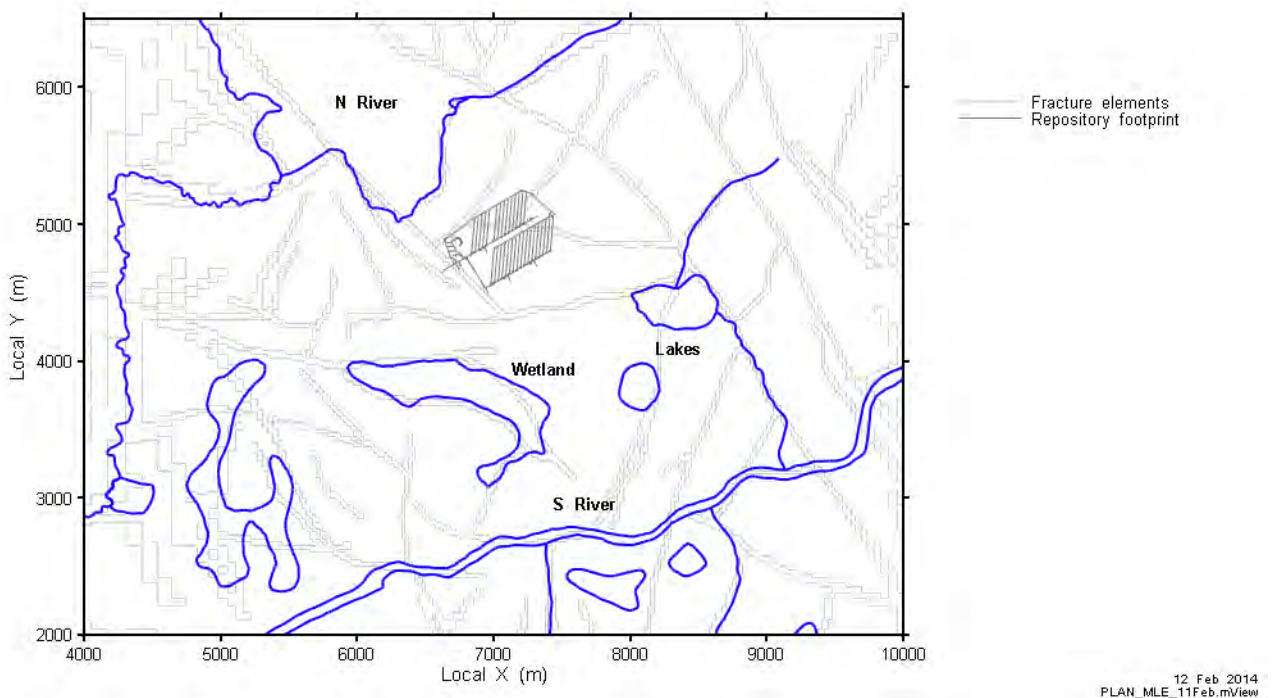 6000
5000
4000
3000
2000
Local Y (m)
N River
Wetland
Lakes
S River
4000
5000
6000
7000
8000
9000
10000
Local X (m)
Fracture elements
Repository footprint
12 Feb 2014
PLAN_MLE_11Feb.mView